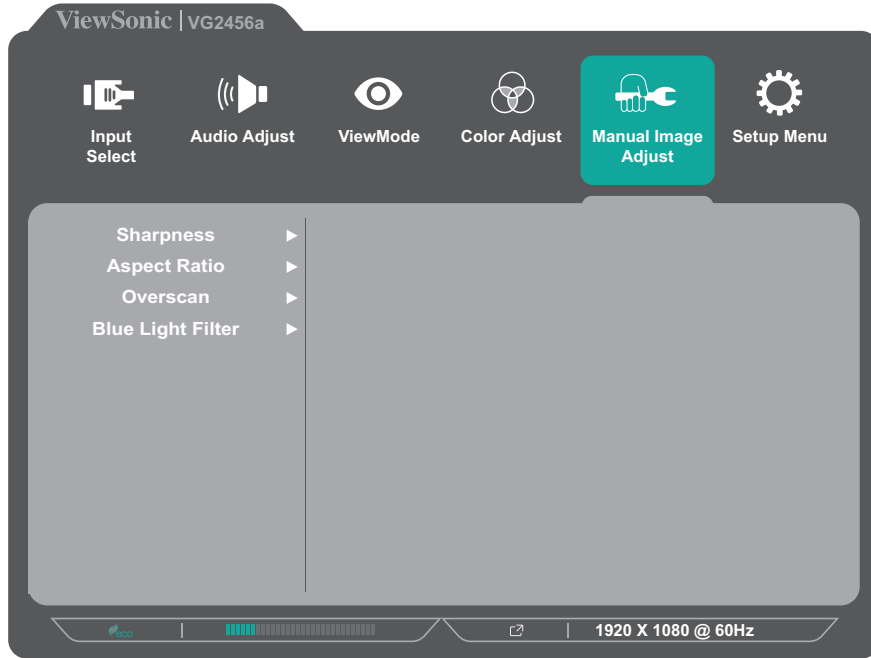 ViewSonic | VG2456a
Input Select
Audio Adjust
ViewMode
Color Adjust
Manual Image Adjust
Setup Menu
Sharpness
Aspect Ratio
Overscan
Blue Light Filter
eco
1920 X 1080 @ 60Hz